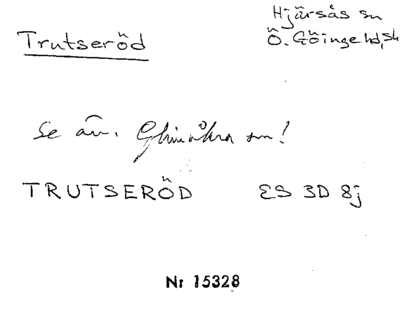 Trutseröd
Hjärsås sn
Ö. Göinge hd, Sk
Se äv. Glimåkra sn!
TRUTSERÖD ES 3D 8j
Nr 15328